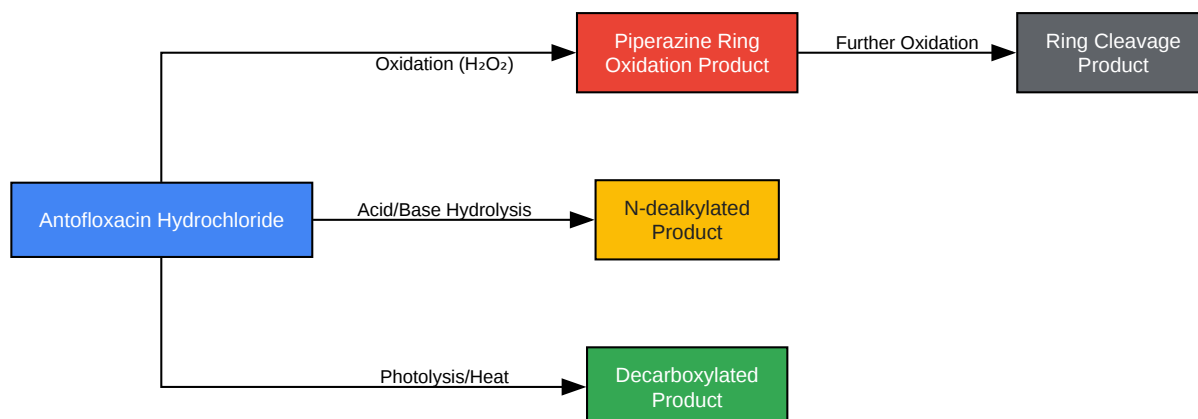 Piperazine Ring
Oxidation Product
Further Oxidation
Ring Cleavage
Product
Oxidation (H₂O₂)
Antofloxacin Hydrochloride
Acid/Base Hydrolysis
N-dealkylated
Product
Photolysis/Heat
Decarboxylated
Product